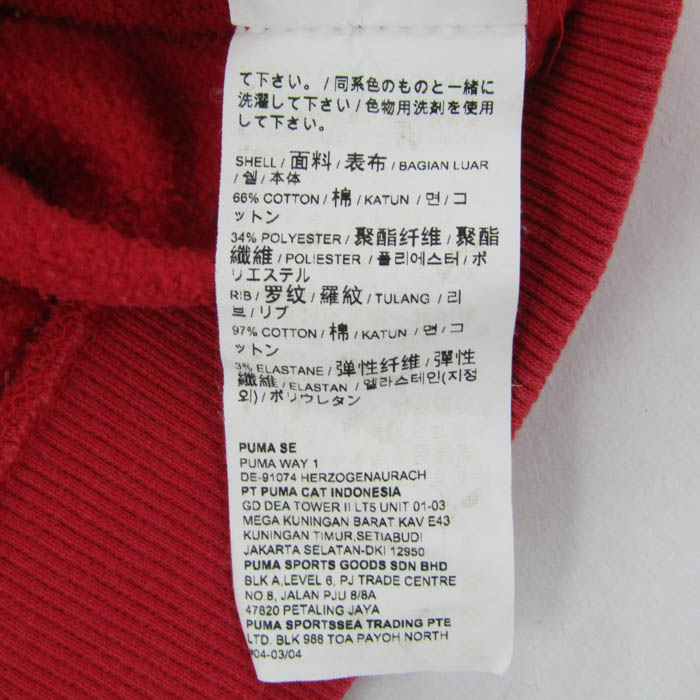 て下さい。/同系色のものと一緒に
洗濯して下さい/色物用洗剤を使用
して下さい。
SHELL / 面料 / 表布 / BAGIAN LUAR
/ 쉘 / 本体
66% COTTON / 棉 / KATUN / 면 / コ
ットン
34% POLYESTER / 聚酯纤维 / 聚酯
纖維 / POLIESTER / 폴리에스터 / ポ
リエステル
RIB / 罗纹 / 羅紋 / TULANG / 리
브 / リブ
97% COTTON / 棉 / KATUN / 면 / コ
ットン
3% ELASTANE / 弹性纤维 / 彈性
纖維 / ELASTAN / 엘라스테인(지정
외) / ポリウレタン
PUMA SE
PUMA WAY 1
DE-91074 HERZOGENAURACH
PT PUMA CAT INDONESIA
GD DEA TOWER II LT5 UNIT 01-03
MEGA KUNINGAN BARAT KAV E43
KUNINGAN TIMUR,SETIABUDI
JAKARTA SELATAN-DKI 12950
PUMA SPORTS GOODS SDN BHD
BLK A,LEVEL 6, PJ TRADE CENTRE
NO.8, JALAN PJU 8/8A
47820 PETALING JAYA
PUMA SPORTSSEA TRADING PTE
LTD. BLK 988 TOA PAYOH NORTH
#04-03/04